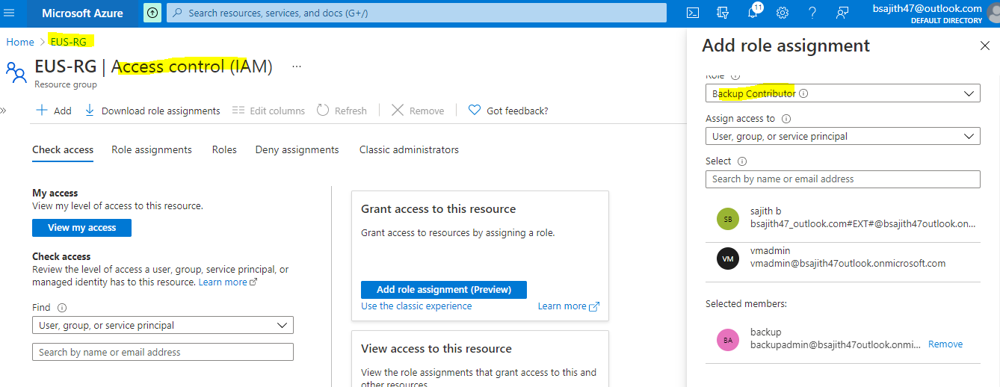 Microsoft Azure
Search resources, services, and docs (G+/)
11
bsajith47@outlook.com
DEFAULT DIRECTORY
Home > EUS-RG
EUS-RG | Access control (IAM) ...
Resource group
Add Download role assignments Edit columns Refresh Remove Got feedback?
Check access Role assignments Roles Deny assignments Classic administrators
My access
View my level of access to this resource.
View my access
Check access
Review the level of access a user, group, service principal, or
managed identity has to this resource. Learn more
Find
User, group, or service principal
Search by name or email address
Grant access to this resource
Grant access to resources by assigning a role.
Add role assignment (Preview)
Use the classic experience Learn more
View access to this resource
View the role assignments that grant access to this and
other resources.
Add role assignment
Role
Backup Contributor
Assign access to
User, group, or service principal
Select
Search by name or email address
SB
sajith b
bsajith47_outlook.com#EXT#@bsajith47outlook.on...
VM
vmadmin
vmadmin@bsajith47outlook.onmicrosoft.com
Selected members:
BA
backup
backupadmin@bsajith47outlook.onmi... Remove